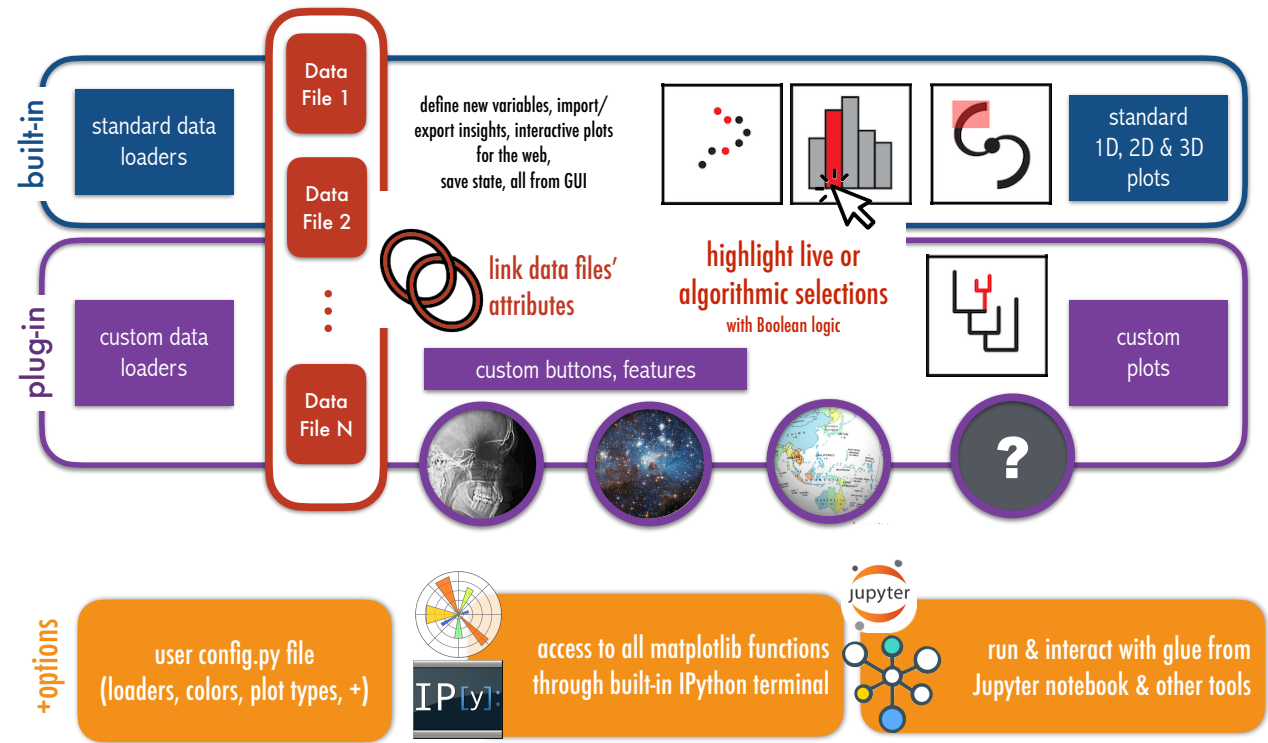 built-in
standard data
loaders
Data
File 1
Data
File 2
define new variables, import/
export insights, interactive plots
for the web,
save state, all from GUI
standard
1D, 2D & 3D
plots
plug-in
custom data
loaders
Data
File N
link data files'
attributes
highlight live or
algorithmic selections
with Boolean logic
custom buttons, features
custom
plots
?
+options
user config.py file
(loaders, colors, plot types, +)
IP[y]:
access to all matplotlib functions
through built-in IPython terminal
jupyter
run & interact with glue from
Jupyter notebook & other tools